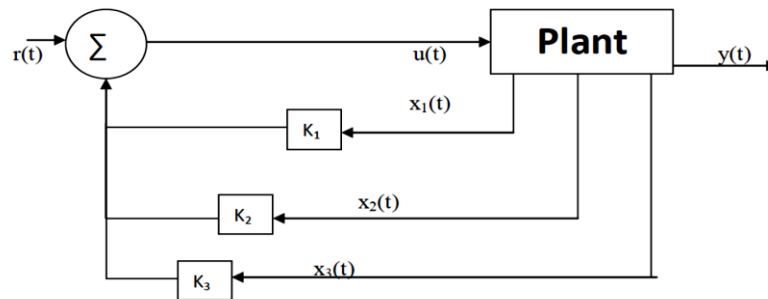 Σ
Plant
r(t)
u(t)
y(t)
x₁(t)
K₁
x₂(t)
K₂
x₃(t)
K₃